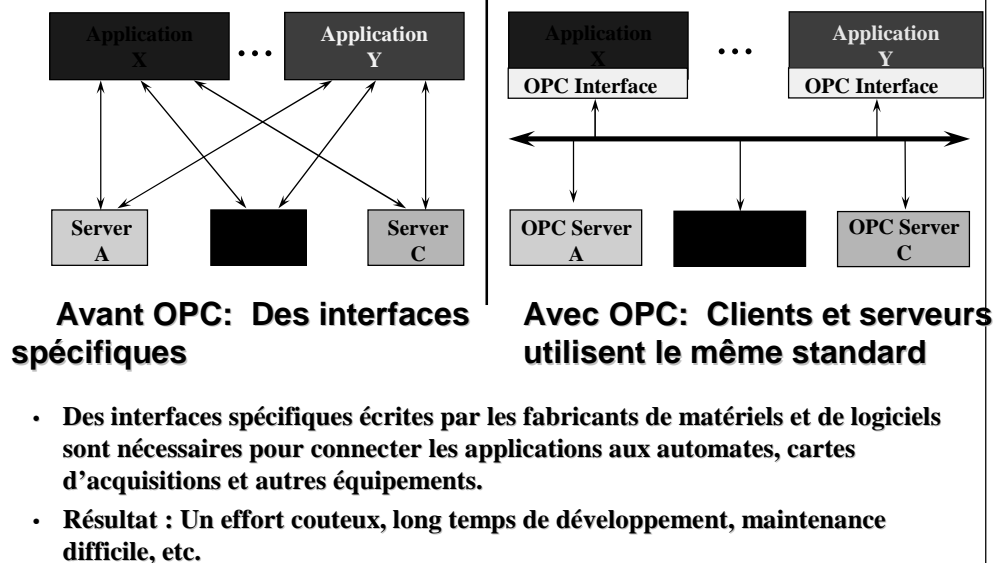 Application
X
...
Application
Y
Server
A
Server
C
Application
X
...
Application
Y
OPC Interface
OPC Interface
OPC Server
A
OPC Server
C
Avant OPC: Des interfaces
spécifiques
Avec OPC: Clients et serveurs
utilisent le même standard
• Des interfaces spécifiques écrites par les fabricants de matériels et de logiciels
sont nécessaires pour connecter les applications aux automates, cartes
d'acquisitions et autres équipements.
• Résultat : Un effort couteux, long temps de développement, maintenance
difficile, etc.